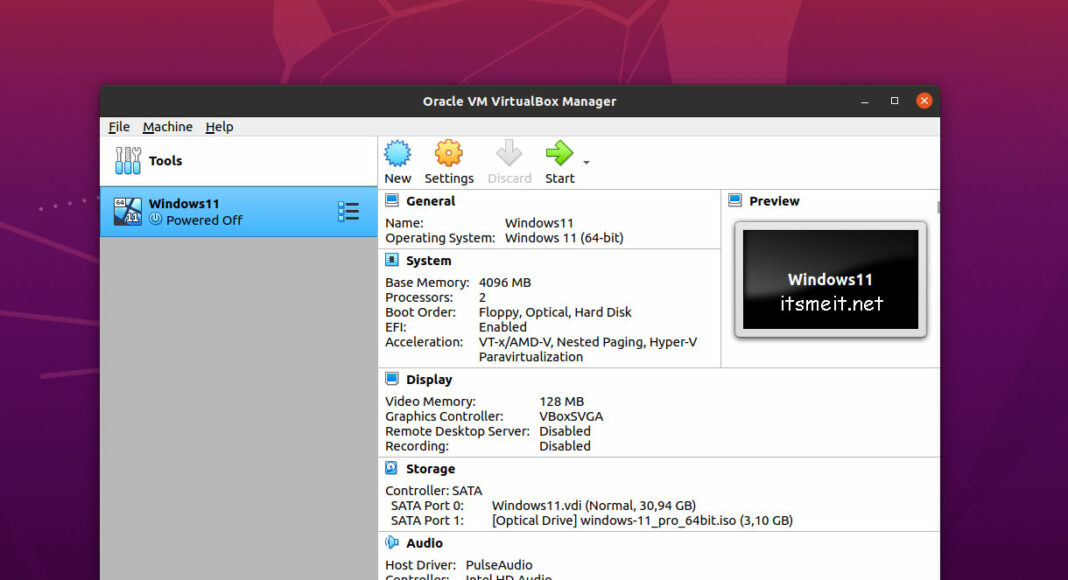 Oracle VM VirtualBox Manager
File Machine Help
Tools
New Settings Discard Start
64
11
Windows11
Powered Off
General
Name: Windows11
Operating System: Windows 11 (64-bit)
Preview
Windows11
itsmeit.net
System
Base Memory: 4096 MB
Processors: 2
Boot Order: Floppy, Optical, Hard Disk
EFI: Enabled
Acceleration: VT-x/AMD-V, Nested Paging, Hyper-V
Paravirtualization
Display
Video Memory: 128 MB
Graphics Controller: VBoxSVGA
Remote Desktop Server: Disabled
Recording: Disabled
Storage
Controller: SATA
SATA Port 0: Windows11.vdi (Normal, 30,94 GB)
SATA Port 1: [Optical Drive] windows-11_pro_64bit.iso (3,10 GB)
Audio
Host Driver: PulseAudio
Controller: Intel HD Audio